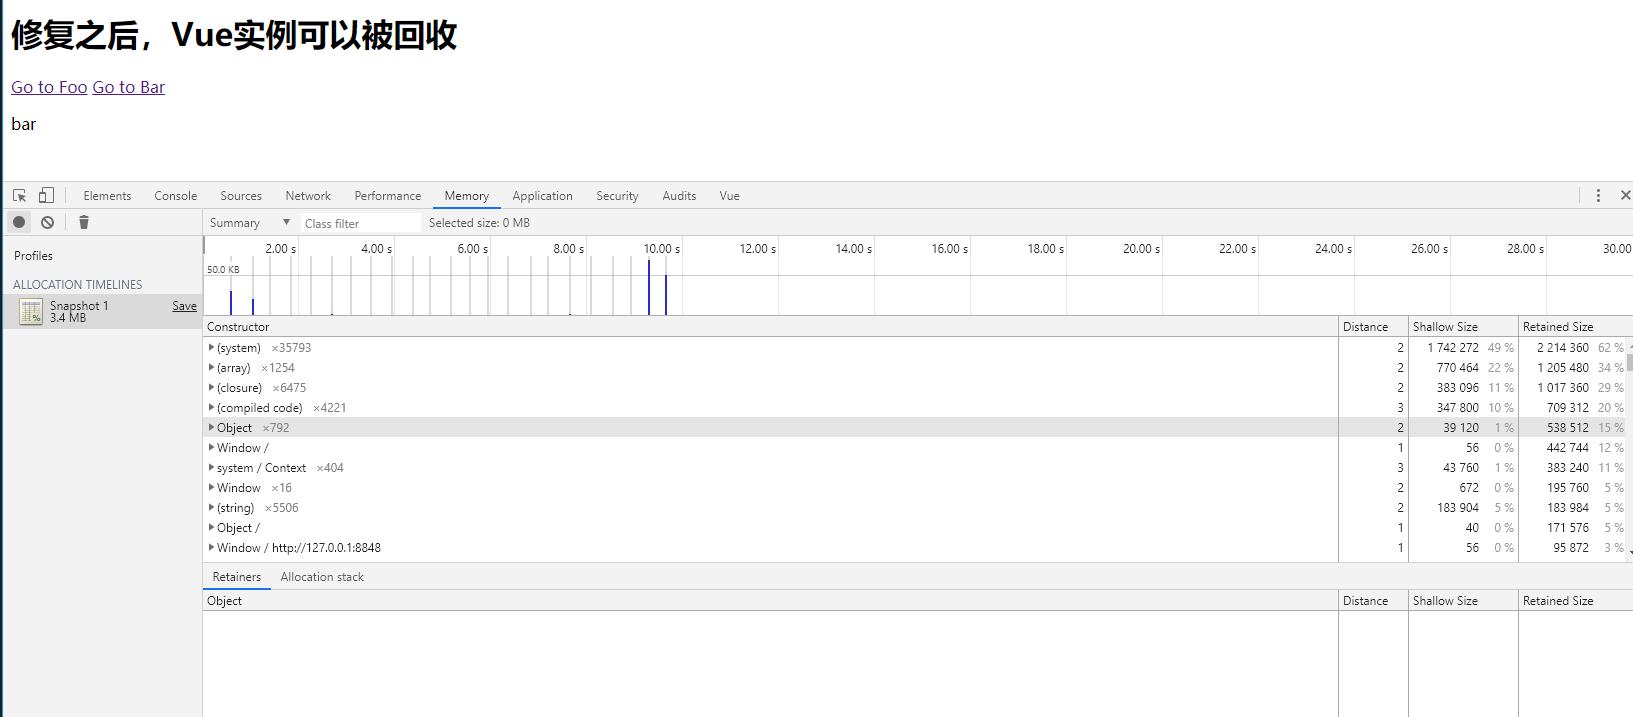 修复之后，Vue实例可以被回收
Go to Foo Go to Bar
bar
Elements Console Sources Network Performance Memory Application Security Audits Vue
Summary Class filter Selected size: 0 MB
Profiles
ALLOCATION TIMELINES
Snapshot 1 Save
3.4 MB
2.00 s 4.00 s 6.00 s 8.00 s 10.00 s 12.00 s 14.00 s 16.00 s 18.00 s 20.00 s 22.00 s 24.00 s 26.00 s 28.00 s 30.00
50.0 KB
Constructor Distance Shallow Size Retained Size
(system) ×35793 2 1 742 272 49 % 2 214 360 62 %
(array) ×1254 2 770 464 22 % 1 205 480 34 %
(closure) ×6475 2 383 096 11 % 1 017 360 29 %
(compiled code) ×4221 3 347 800 10 % 709 312 20 %
Object ×792 2 39 120 1 % 538 512 15 %
Window / 1 56 0 % 442 744 12 %
system / Context ×404 3 43 760 1 % 383 240 11 %
Window ×16 2 672 0 % 195 760 5 %
(string) ×5506 2 183 904 5 % 183 984 5 %
Object / 1 40 0 % 171 576 5 %
Window / http://127.0.0.1:8848 1 56 0 % 95 872 3 %
Retainers Allocation stack
Object Distance Shallow Size Retained Size